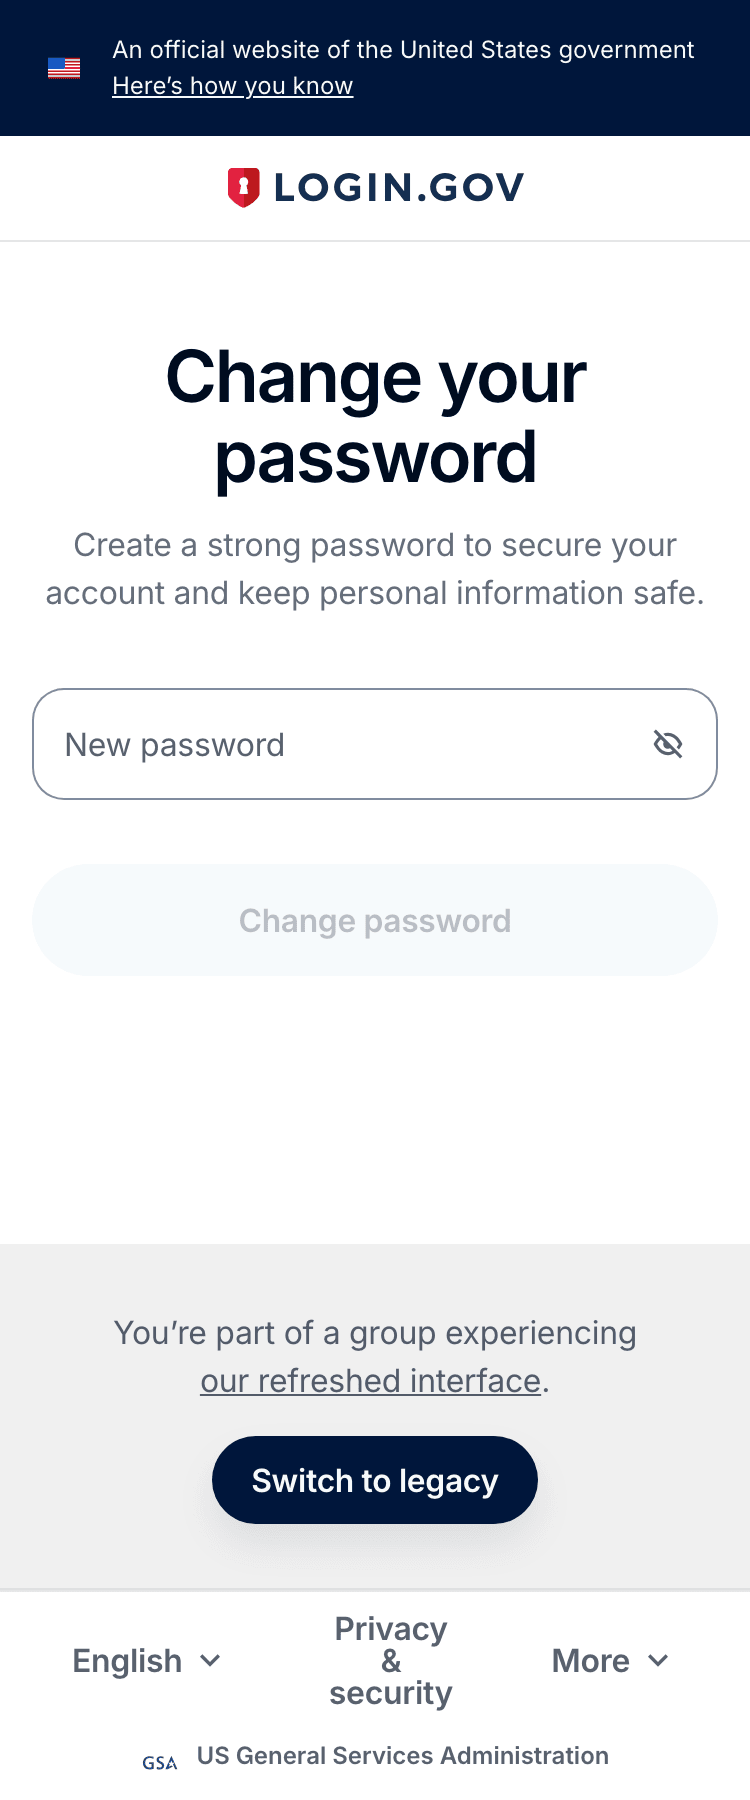 An official website of the United States government
Here’s how you know
LOGIN.GOV
Change your
password
Create a strong password to secure your
account and keep personal information safe.
New password
Change password
You’re part of a group experiencing
our refreshed interface.
Switch to legacy
English
Privacy
&
security
More
GSA US General Services Administration